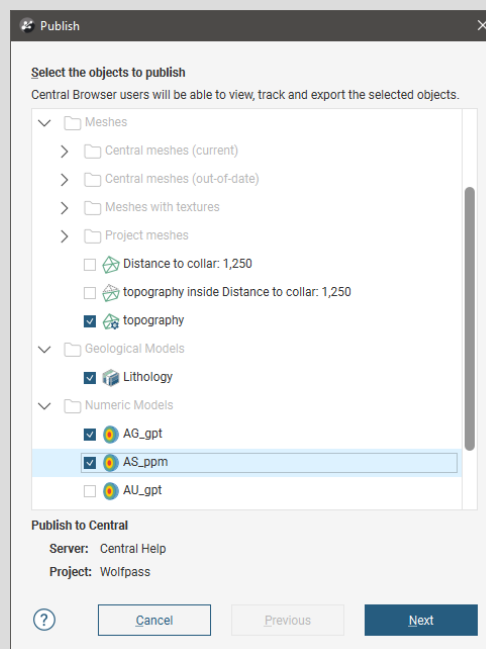 Publish
Select the objects to publish
Central Browser users will be able to view, track and export the selected objects.
Meshes
Central meshes (current)
Central meshes (out-of-date)
Meshes with textures
Project meshes
Distance to collar: 1,250
topography inside Distance to collar: 1,250
topography
Geological Models
Lithology
Numeric Models
AG_gpt
AS_ppm
AU_gpt
Publish to Central
Server: Central Help
Project: Wolfpass
? Cancel Previous Next